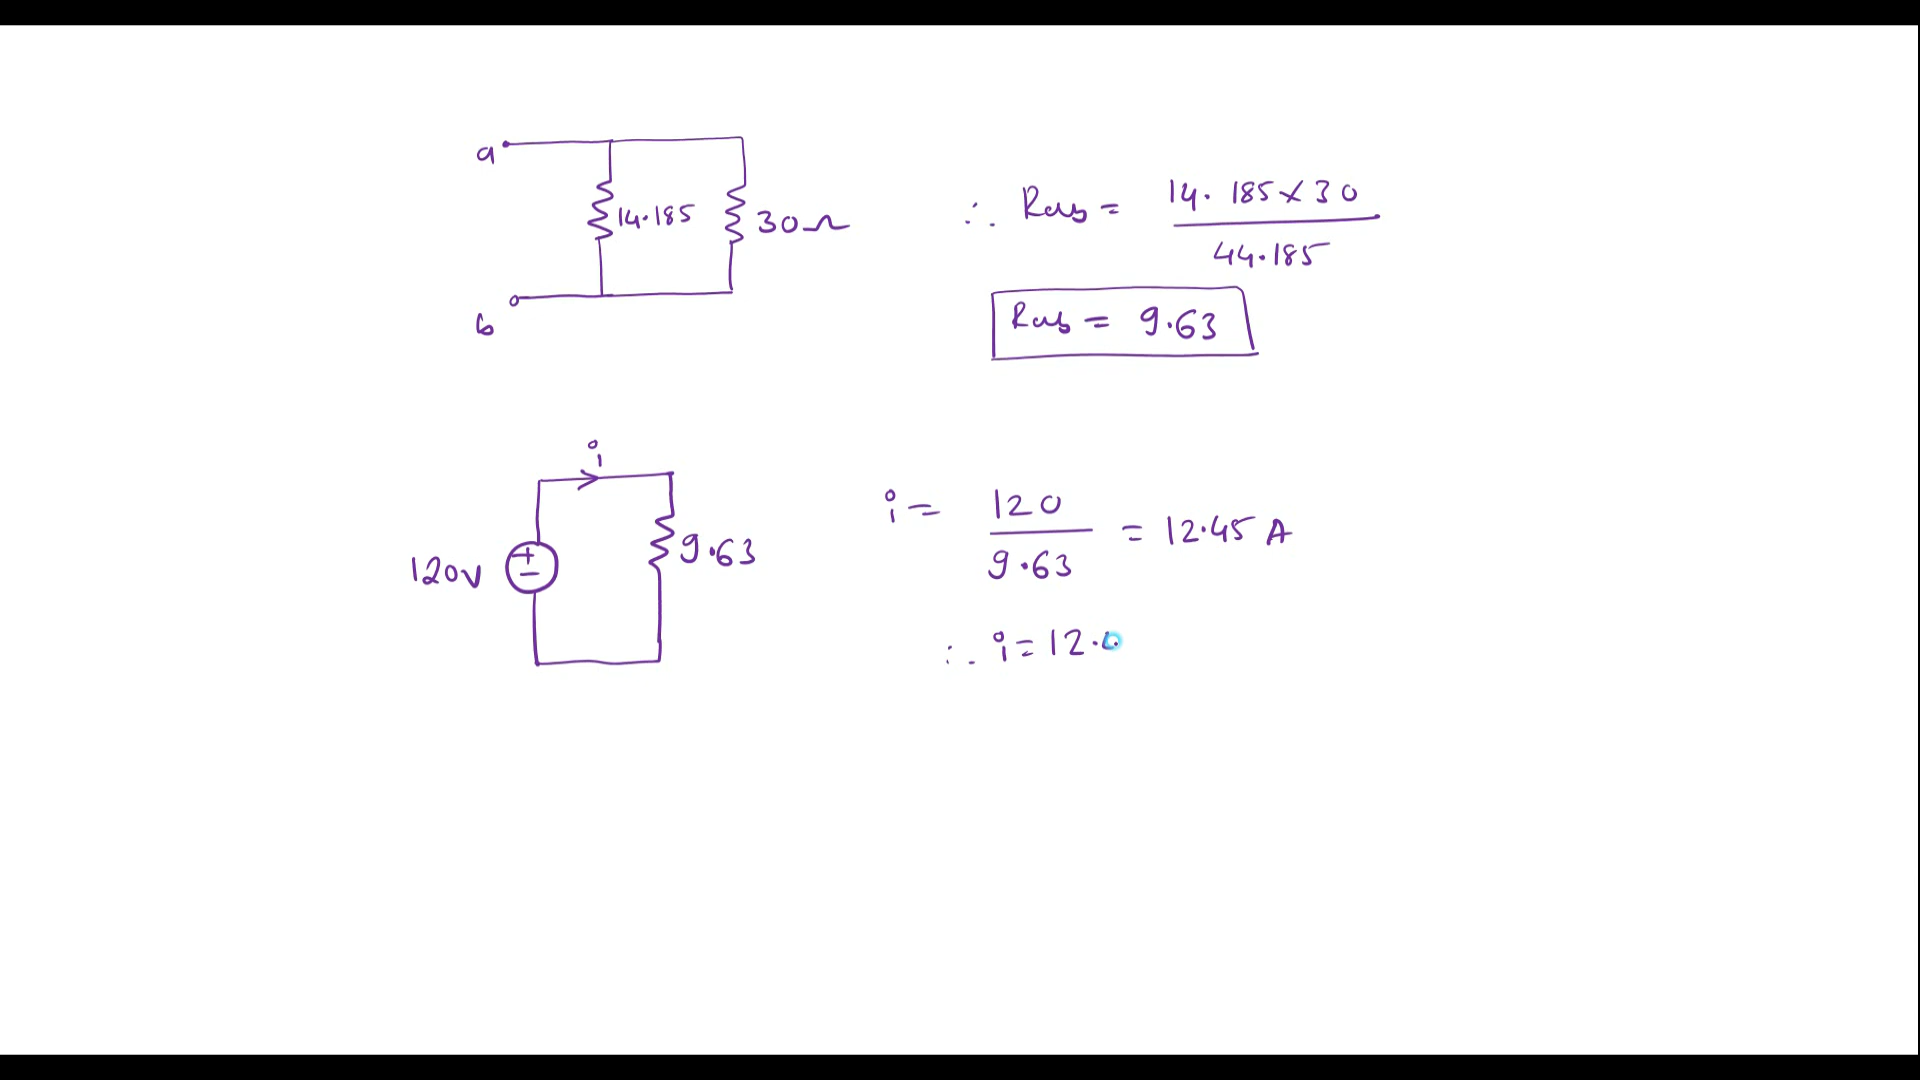 a
14.185
30Ω
b
∴ Rab = 14.185 × 30
44.185
Rab = 9.63
i
120V
+
−
9.63
i = 120 = 12.45 A
9.63
∴ i = 12.